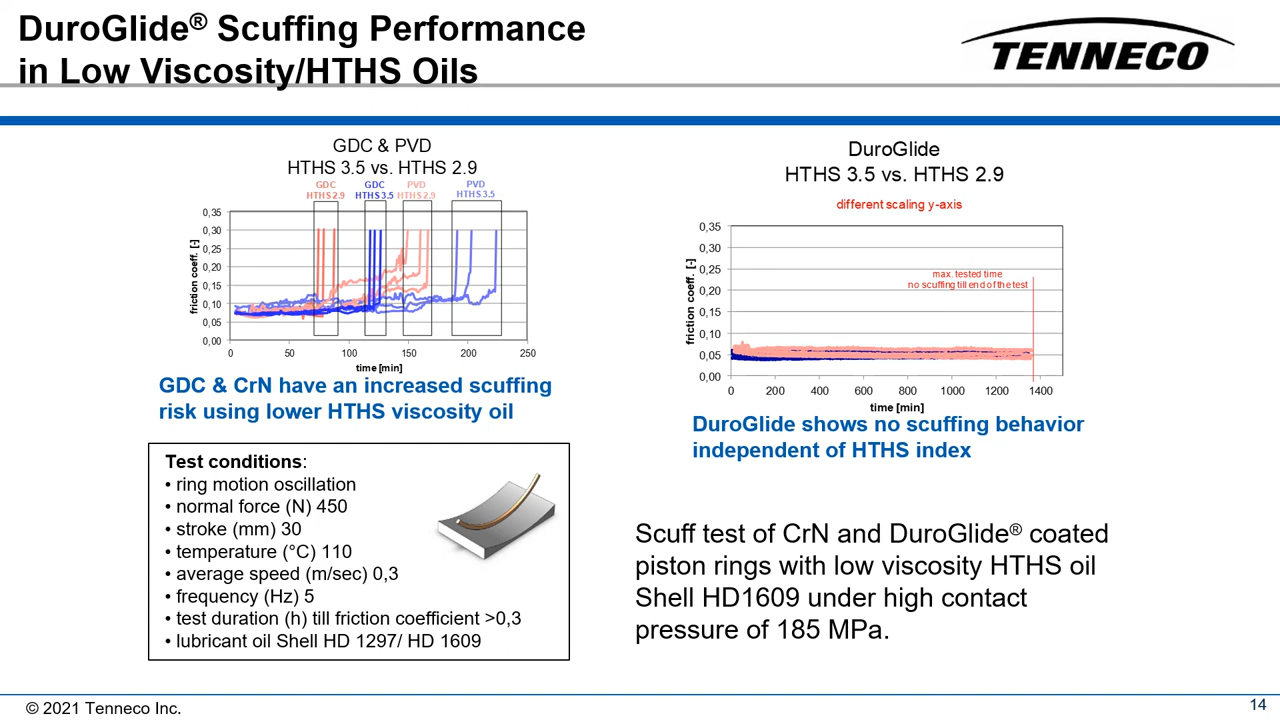 DuroGlide® Scuffing Performance
in Low Viscosity/HTHS Oils
TENNECO
GDC & PVD
HTHS 3.5 vs. HTHS 2.9
GDC
HTHS 2.9
GDC
HTHS 3.5
PVD
HTHS 2.9
PVD
HTHS 3.5
0,35
0,30
0,25
0,20
0,15
0,10
0,05
0,00
friction coeff. [-]
0 50 100 150 200 250
time [min]
GDC & CrN have an increased scuffing
risk using lower HTHS viscosity oil
DuroGlide
HTHS 3.5 vs. HTHS 2.9
different scaling y-axis
0,35
0,30
0,25
0,20
0,15
0,10
0,05
0,00
friction coeff. [-]
max. tested time
no scuffing till end of the test
0 200 400 600 800 1000 1200 1400
time [min]
DuroGlide shows no scuffing behavior
independent of HTHS index
Test conditions:
• ring motion oscillation
• normal force (N) 450
• stroke (mm) 30
• temperature (°C) 110
• average speed (m/sec) 0,3
• frequency (Hz) 5
• test duration (h) till friction coefficient >0,3
• lubricant oil Shell HD 1297/ HD 1609
Scuff test of CrN and DuroGlide® coated
piston rings with low viscosity HTHS oil
Shell HD1609 under high contact
pressure of 185 MPa.
© 2021 Tenneco Inc.
14